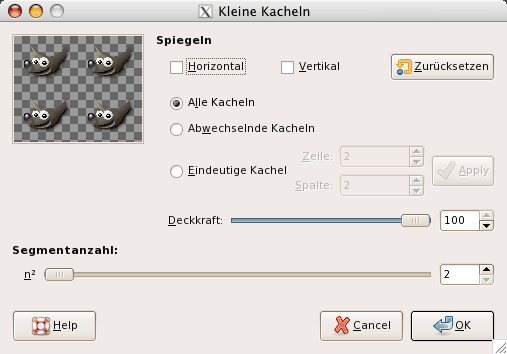 Kleine Kacheln
Spiegeln
Horizontal
Vertikal
Zurücksetzen
Alle Kacheln
Abwechselnde Kacheln
Zeile: 2
Eindeutige Kachel
Apply
Spalte: 2
Deckkraft: 100
Segmentanzahl:
n² 2
Help
Cancel
OK